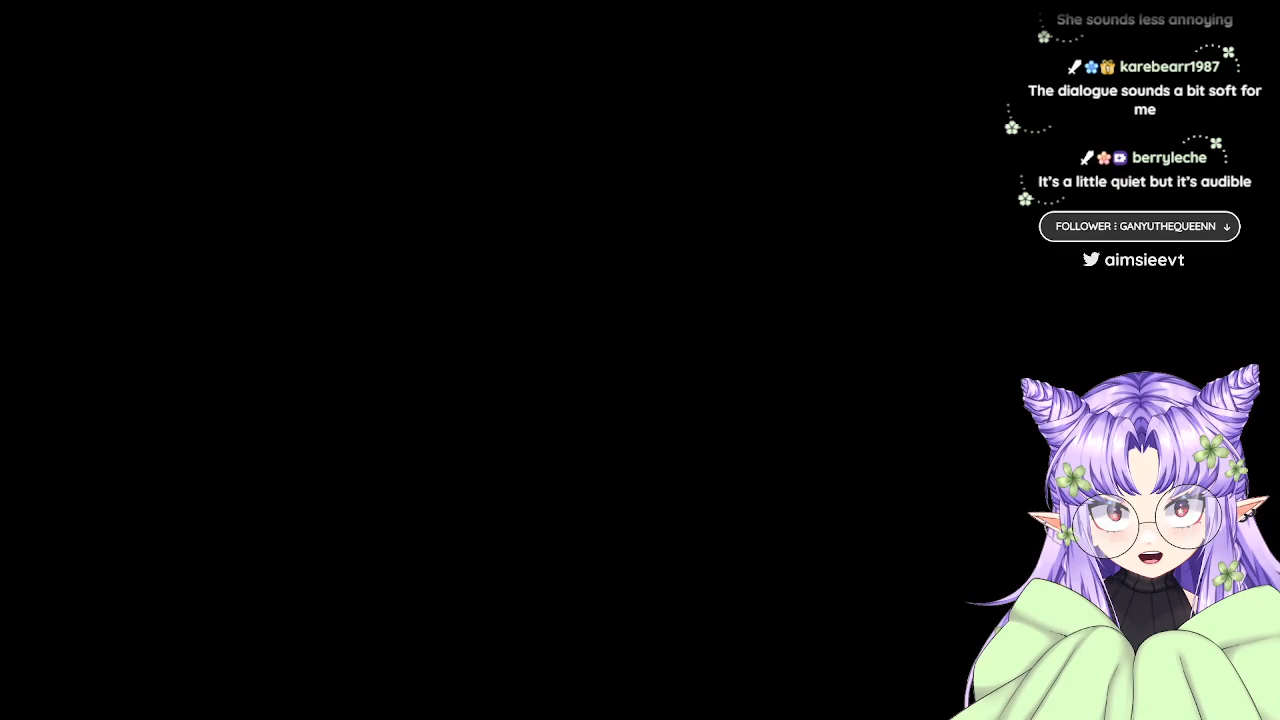 She sounds less annoying
karebearr1987
The dialogue sounds a bit soft for
me
berryleche
It's a little quiet but it's audible
FOLLOWER : GANYUTHEQUEENN ↓
aimsieevt